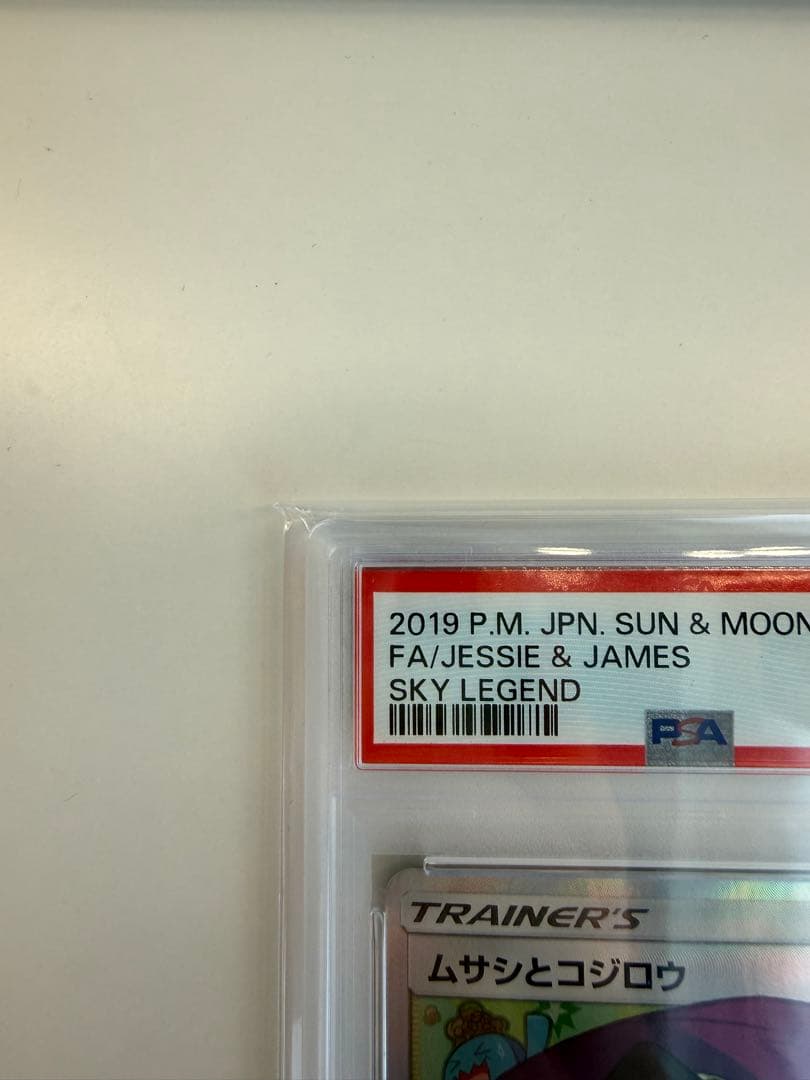 2019 P.M. JPN. SUN & MOON
FA/JESSIE & JAMES
SKY LEGEND
PSA
TRAINER'S
ムサシとコジロウ